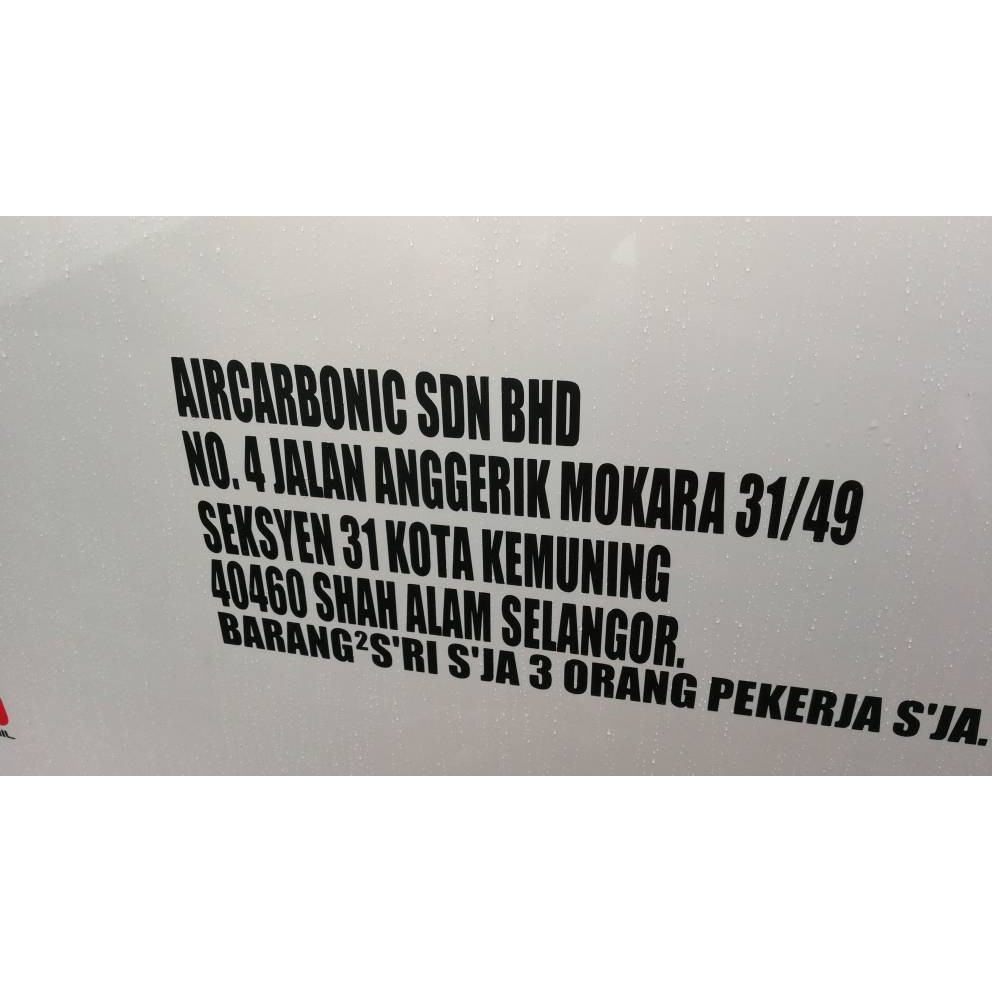 AIRCARBONIC SDN BHD
NO. 4 JALAN ANGGERIK MOKARA 31/49
SEKSYEN 31 KOTA KEMUNING
40460 SHAH ALAM SELANGOR.
BARANG²S'RI S'JA 3 ORANG PEKERJA S'JA.